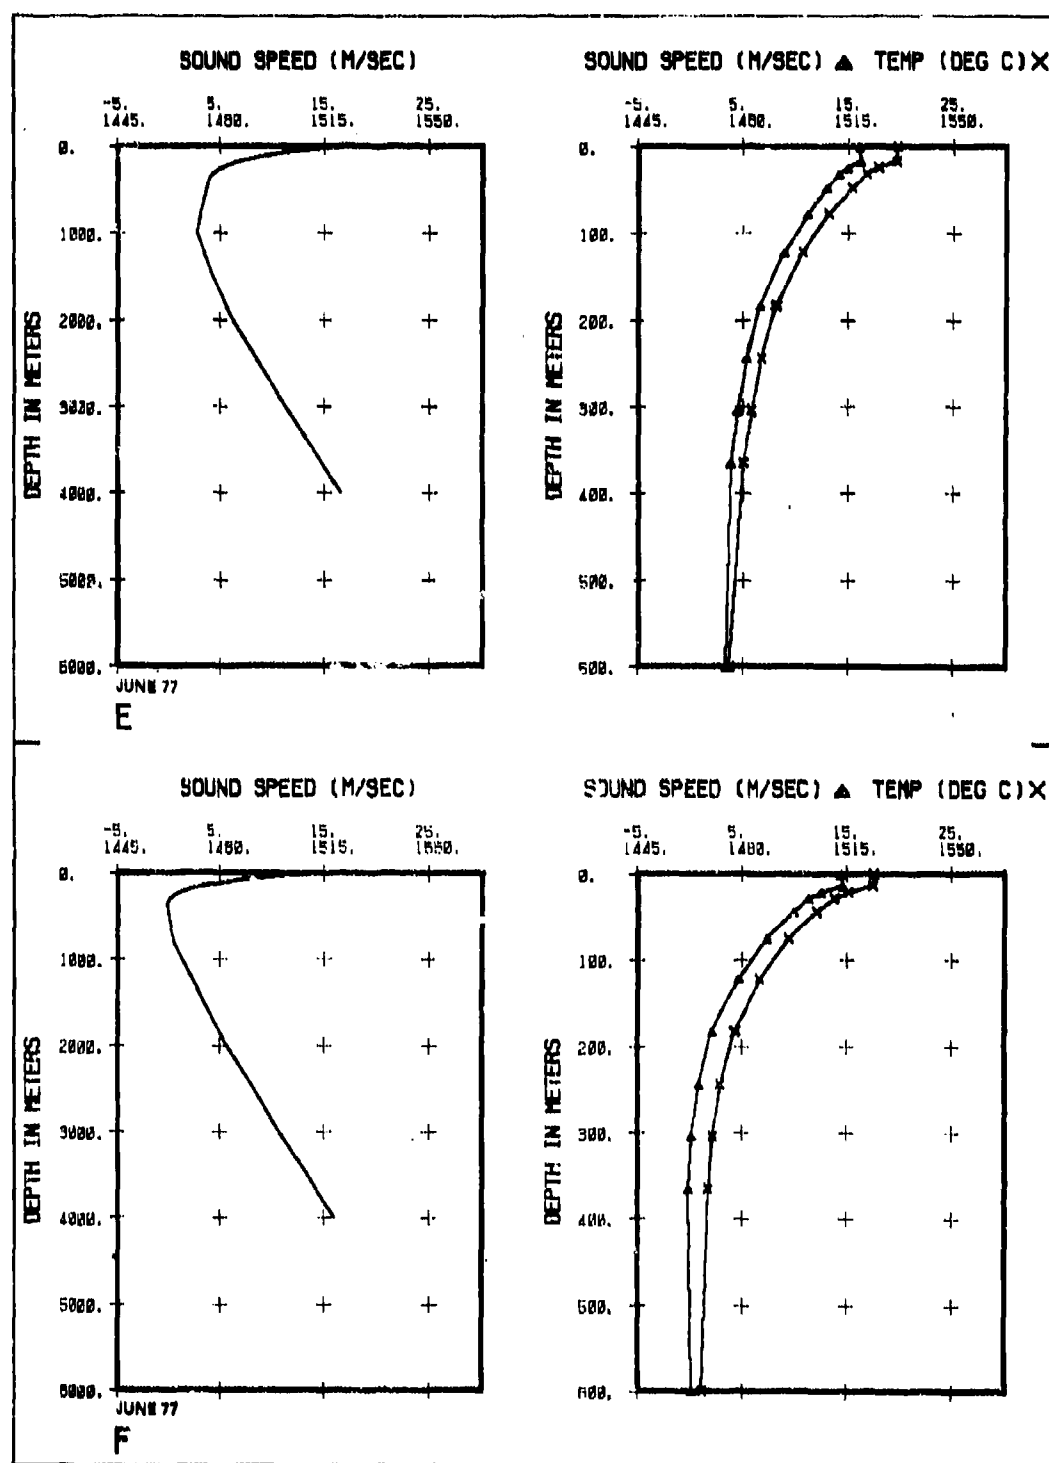 SOUND SPEED (M/SEC)
-5. 5. 15. 25.
1445. 1480. 1515. 1550.
0.
1000.
2000.
3000.
4000.
5000.
6000.
DEPTH IN METERS
JUNE 77
E
SOUND SPEED (M/SEC) ▲ TEMP (DEG C) X
-5. 5. 15. 25.
1445. 1480. 1515. 1550.
0.
100.
200.
300.
400.
500.
600.
DEPTH IN METERS
SOUND SPEED (M/SEC)
-5. 5. 15. 25.
1445. 1480. 1515. 1550.
0.
1000.
2000.
3000.
4000.
5000.
6000.
DEPTH IN METERS
JUNE 77
F
SOUND SPEED (M/SEC) ▲ TEMP (DEG C) X
-5. 5. 15. 25.
1445. 1480. 1515. 1550.
0.
100.
200.
300.
400.
500.
600.
DEPTH IN METERS